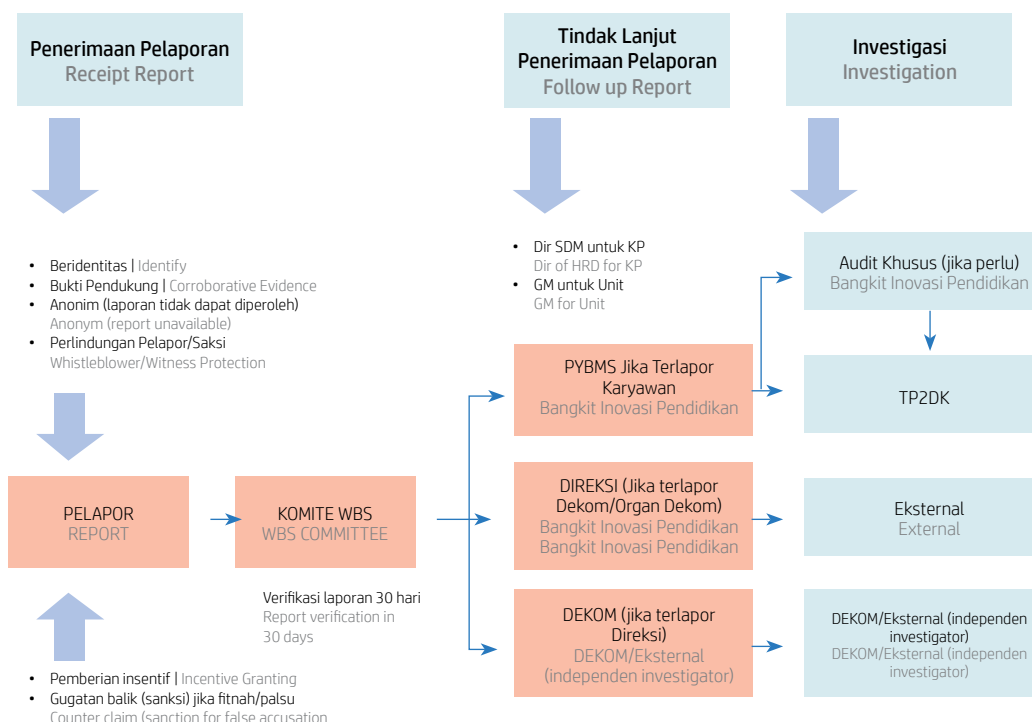 Penerimaan Pelaporan
Receipt Report
Tindak Lanjut
Penerimaan Pelaporan
Follow up Report
Investigasi
Investigation
• Beridentitas | Identify
• Bukti Pendukung | Corroborative Evidence
• Anonim (laporan tidak dapat diperoleh)
Anonym (report unavailable)
• Perlindungan Pelapor/Saksi
Whistleblower/Witness Protection
• Dir SDM untuk KP
Dir of HRD for KP
• GM untuk Unit
GM for Unit
Audit Khusus (jika perlu)
Bangkit Inovasi Pendidikan
PYBMS Jika Terlapor
Karyawan
Bangkit Inovasi Pendidikan
TP2DK
PELAPOR
REPORT
KOMITE WBS
WBS COMMITTEE
DIREKSI (Jika terlapor
Dekom/Organ Dekom)
Bangkit Inovasi Pendidikan
Bangkit Inovasi Pendidikan
Eksternal
External
Verifikasi laporan 30 hari
Report verification in
30 days
DEKOM (jika terlapor
Direksi)
DEKOM/Eksternal
(independen investigator)
DEKOM/Eksternal (independen
investigator)
DEKOM/Eksternal (independen
investigator)
• Pemberian insentif | Incentive Granting
• Gugatan balik (sanksi) jika fitnah/palsu
Counter claim (sanction for false accusation